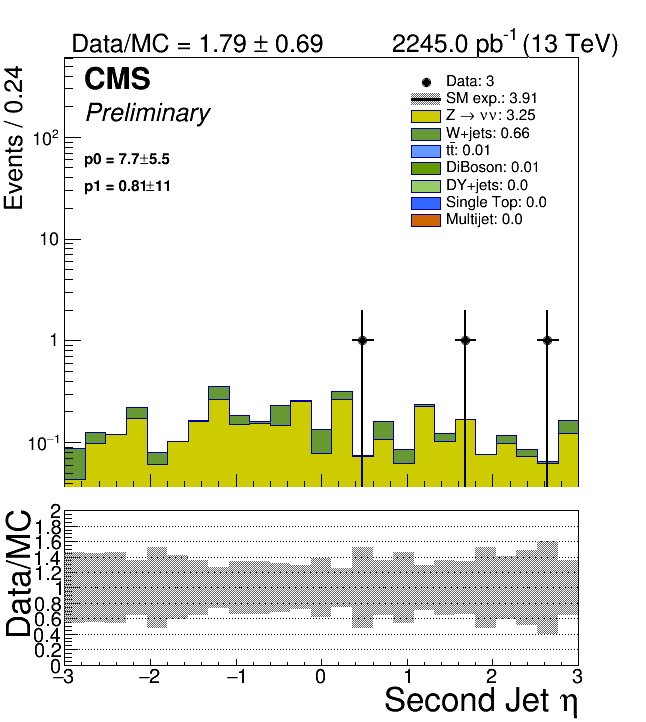 Data/MC = 1.79 ± 0.69
2245.0 pb⁻¹ (13 TeV)
CMS
Preliminary
p0 = 7.7±5.5
p1 = 0.81±11
Data: 3
SM exp.: 3.91
Z → νν: 3.25
W+jets: 0.66
tt̄: 0.01
DiBoson: 0.01
DY+jets: 0.0
Single Top: 0.0
Multijet: 0.0
Events / 0.24
10²
10
1
10⁻¹
Data/MC
2
1.8
1.6
1.4
1.2
1
0.8
0.6
0.4
0.2
0
−3 −2 −1 0 1 2 3
Second Jet η